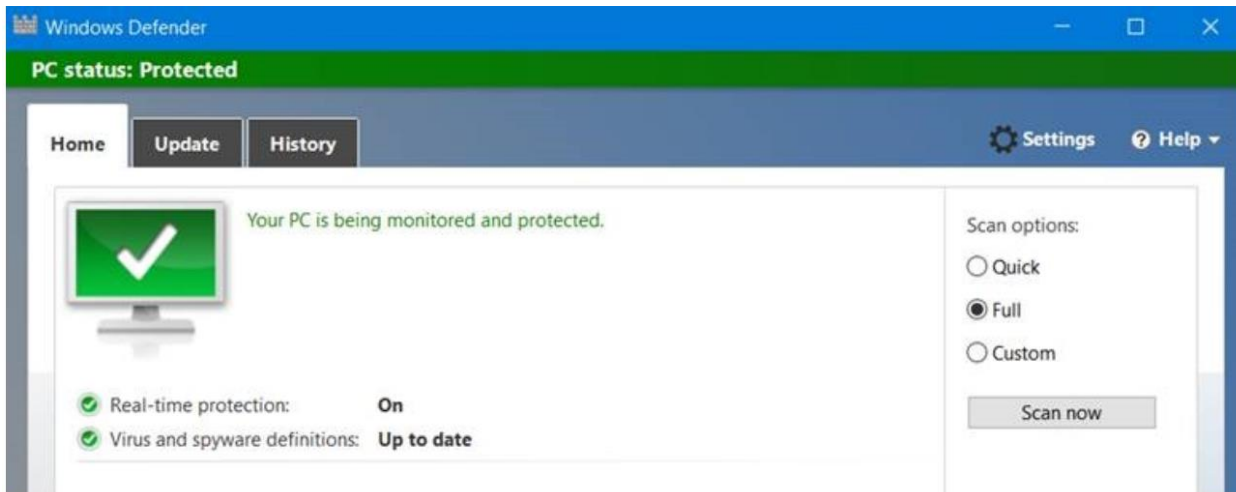 Windows Defender
PC status: Protected
Home Update History Settings Help
Your PC is being monitored and protected.
Scan options:
Quick
Full
Custom
Real-time protection: On
Scan now
Virus and spyware definitions: Up to date